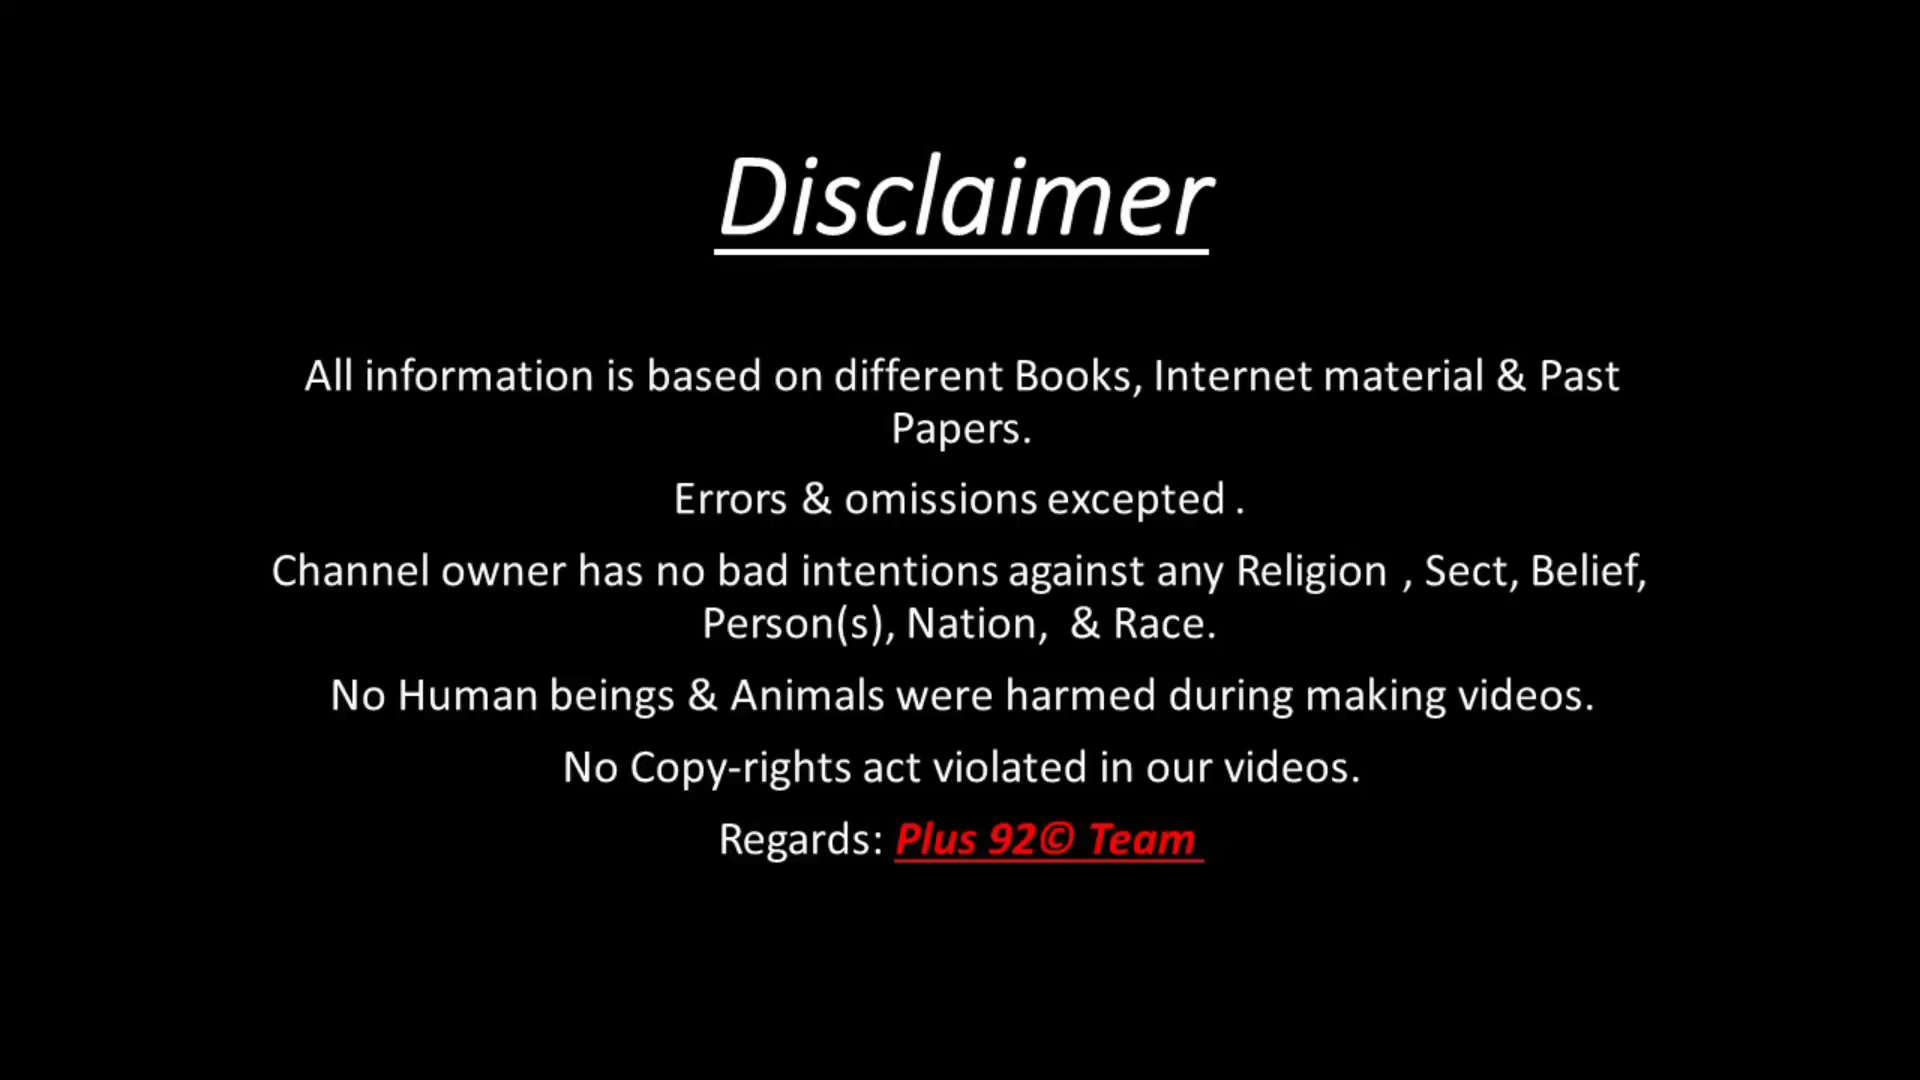 Disclaimer
All information is based on different Books, Internet material & Past
Papers.
Errors & omissions excepted .
Channel owner has no bad intentions against any Religion , Sect, Belief,
Person(s), Nation,  & Race.
No Human beings & Animals were harmed during making videos.
No Copy-rights act violated in our videos.
Regards: Plus 92© Team